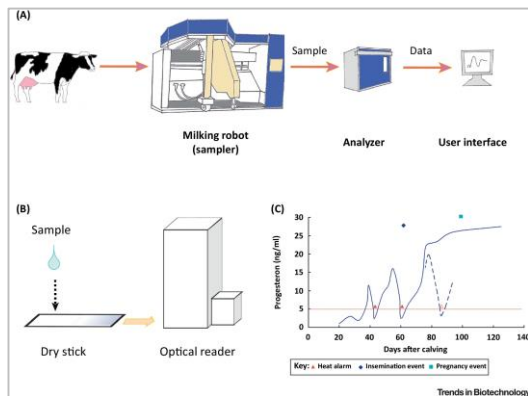 (A)
Sample
Data
Milking robot
(sampler)
Analyzer
User interface
(B)
Sample
Dry stick
Optical reader
(C)
Progesteron (ng/ml)
30
25
20
15
10
5
0
0 20 40 60 80 100 120 140
Days after calving
Key: Heat alarm Insemination event Pregnancy event
Trends in Biotechnology